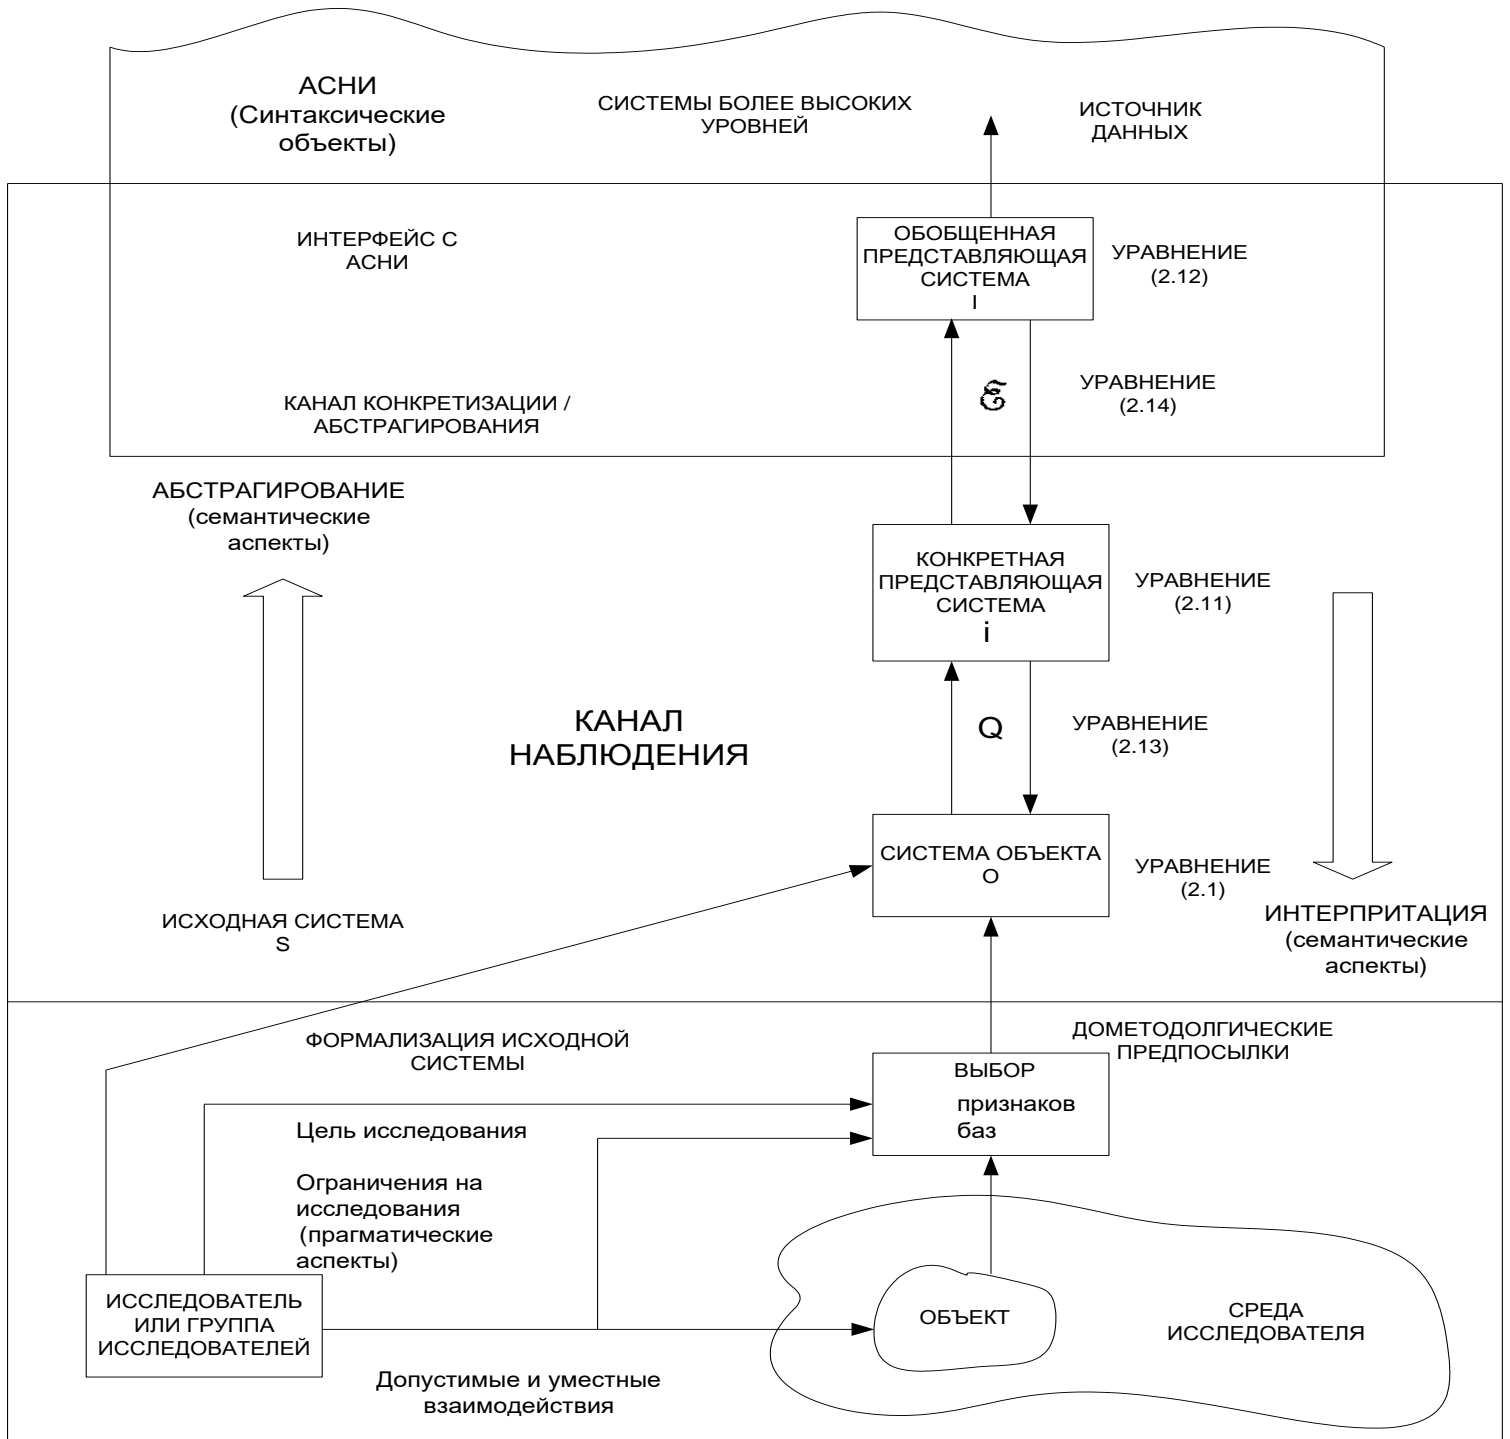 АСНИ
(Синтаксические
объекты)
СИСТЕМЫ БОЛЕЕ ВЫСОКИХ
УРОВНЕЙ
ИСТОЧНИК
ДАННЫХ
ИНТЕРФЕЙС С
АСНИ
ОБОБЩЕННАЯ
ПРЕДСТАВЛЯЮЩАЯ
СИСТЕМА
I
УРАВНЕНИЕ
(2.12)
КАНАЛ КОНКРЕТИЗАЦИИ /
АБСТРАГИРОВАНИЯ
ℰ
УРАВНЕНИЕ
(2.14)
АБСТРАГИРОВАНИЕ
(семантические
аспекты)
КОНКРЕТНАЯ
ПРЕДСТАВЛЯЮЩАЯ
СИСТЕМА
i
УРАВНЕНИЕ
(2.11)
КАНАЛ
НАБЛЮДЕНИЯ
Q
УРАВНЕНИЕ
(2.13)
СИСТЕМА ОБЪЕКТА
О
УРАВНЕНИЕ
(2.1)
ИСХОДНАЯ СИСТЕМА
S
ИНТЕРПРИТАЦИЯ
(семантические
аспекты)
ФОРМАЛИЗАЦИЯ ИСХОДНОЙ
СИСТЕМЫ
ДОМЕТОДОЛГИЧЕСКИЕ
ПРЕДПОСЫЛКИ
ВЫБОР
признаков
баз
Цель исследования
Ограничения на
исследования
(прагматические
аспекты)
ИССЛЕДОВАТЕЛЬ
ИЛИ ГРУППА
ИССЛЕДОВАТЕЛЕЙ
ОБЪЕКТ
СРЕДА
ИССЛЕДОВАТЕЛЯ
Допустимые и уместные
взаимодействия